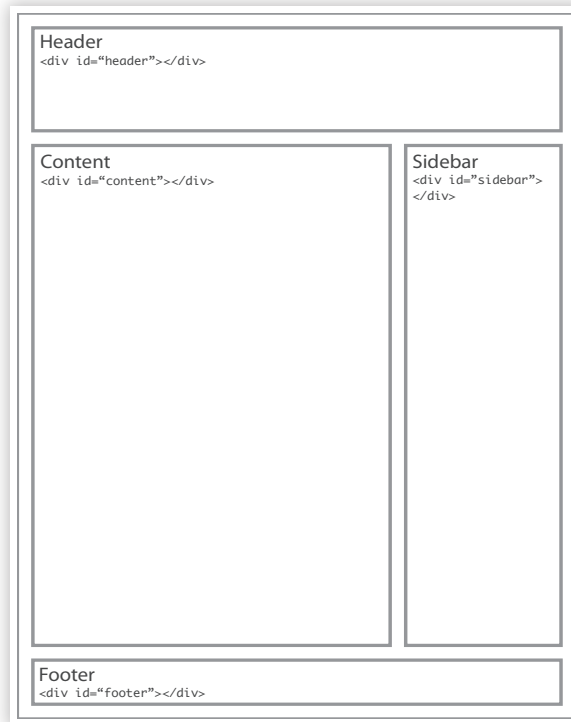 Header
<div id=“header”></div>
Content
<div id=“content”></div>
Sidebar
<div id=”sidebar”>
</div>
Footer
<div id=“footer”></div>